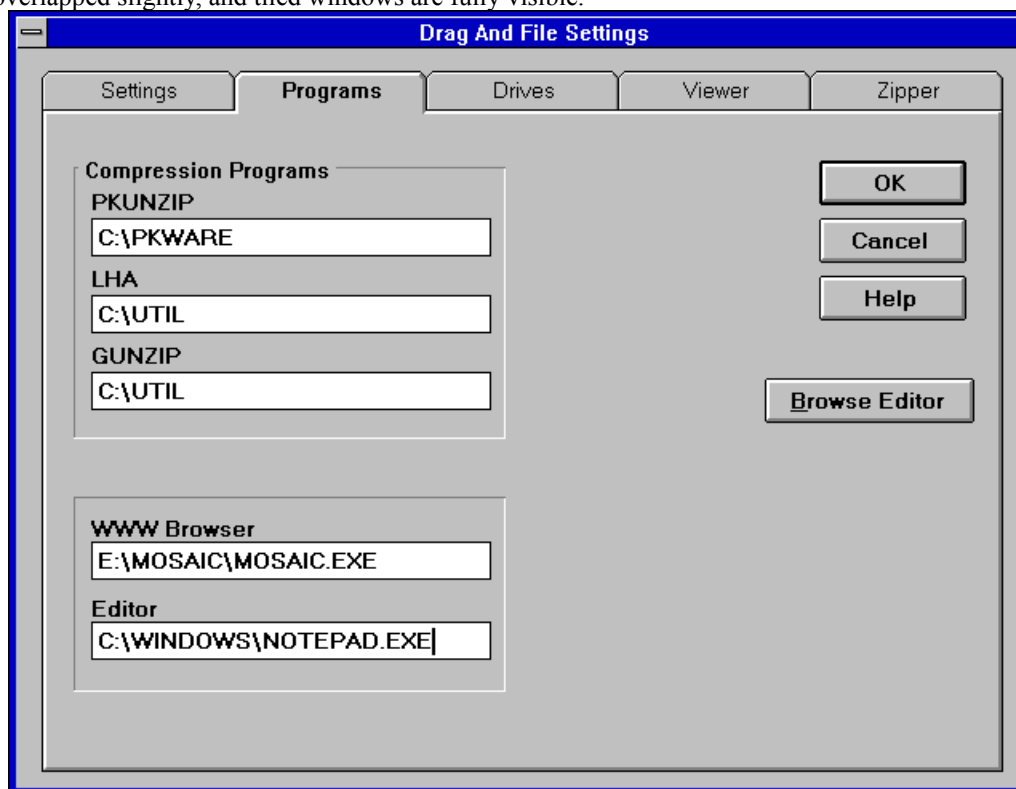 overlapped slightly, and tiled windows are fully visible.
Drag And File Settings
Settings Programs Drives Viewer Zipper
Compression Programs
PKUNZIP
C:\PKWARE
LHA
C:\UTIL
GUNZIP
C:\UTIL
OK
Cancel
Help
Browse Editor
WWW Browser
E:\MOSAIC\MOSAIC.EXE
Editor
C:\WINDOWS\NOTEPAD.EXE